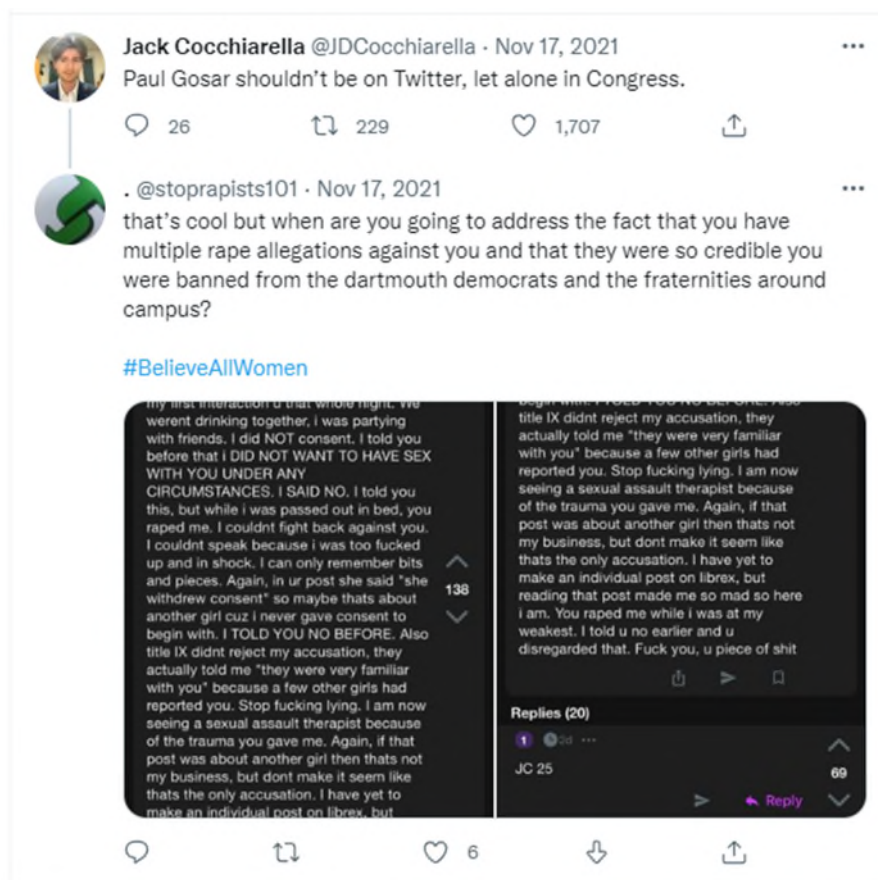 Jack Cocchiarella @JDCocchiarella · Nov 17, 2021
Paul Gosar shouldn't be on Twitter, let alone in Congress.
26 229 1,707
. @stoprapists101 · Nov 17, 2021
that's cool but when are you going to address the fact that you have
multiple rape allegations against you and that they were so credible you
were banned from the dartmouth democrats and the fraternities around
campus?
#BelieveAllWomen
my first interaction u that whole night. We
werent drinking together, i was partying
with friends. I did NOT consent. I told you
before that i DID NOT WANT TO HAVE SEX
WITH YOU UNDER ANY
CIRCUMSTANCES. I SAID NO. I told you
this, but while i was passed out in bed, you
raped me. I couldnt fight back against you.
I couldnt speak because i was too fucked
up and in shock. I can only remember bits
and pieces. Again, in ur post she said "she
withdrew consent" so maybe thats about
another girl cuz i never gave consent to
begin with. I TOLD YOU NO BEFORE. Also
title IX didnt reject my accusation, they
actually told me "they were very familiar
with you" because a few other girls had
reported you. Stop fucking lying. I am now
seeing a sexual assault therapist because
of the trauma you gave me. Again, if that
post was about another girl then thats not
my business, but dont make it seem like
thats the only accusation. I have yet to
make an individual post on librex, but
138
begin with. I TOLD YOU NO BEFORE. Also
title IX didnt reject my accusation, they
actually told me "they were very familiar
with you" because a few other girls had
reported you. Stop fucking lying. I am now
seeing a sexual assault therapist because
of the trauma you gave me. Again, if that
post was about another girl then thats not
my business, but dont make it seem like
thats the only accusation. I have yet to
make an individual post on librex, but
reading that post made me so mad so here
i am. You raped me while i was at my
weakest. I told u no earlier and u
disregarded that. Fuck you, u piece of shit
Replies (20)
1 2d
JC 25
69
Reply
6